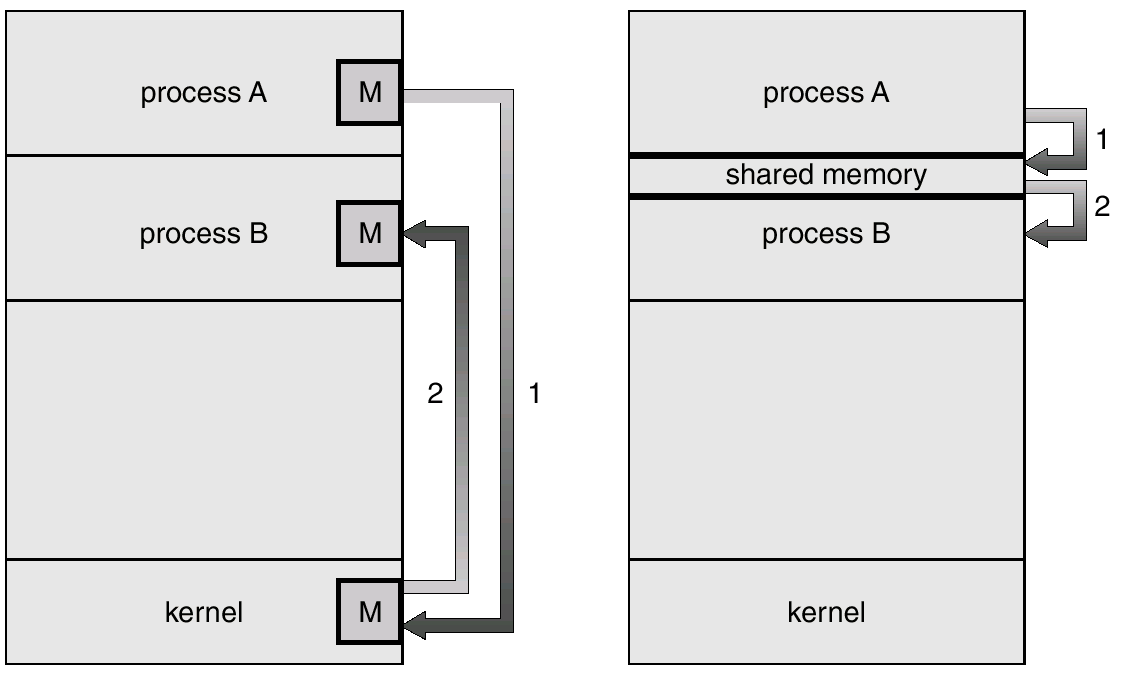 process A
M
process B
M
2
1
kernel
M
process A
1
shared memory
2
process B
kernel